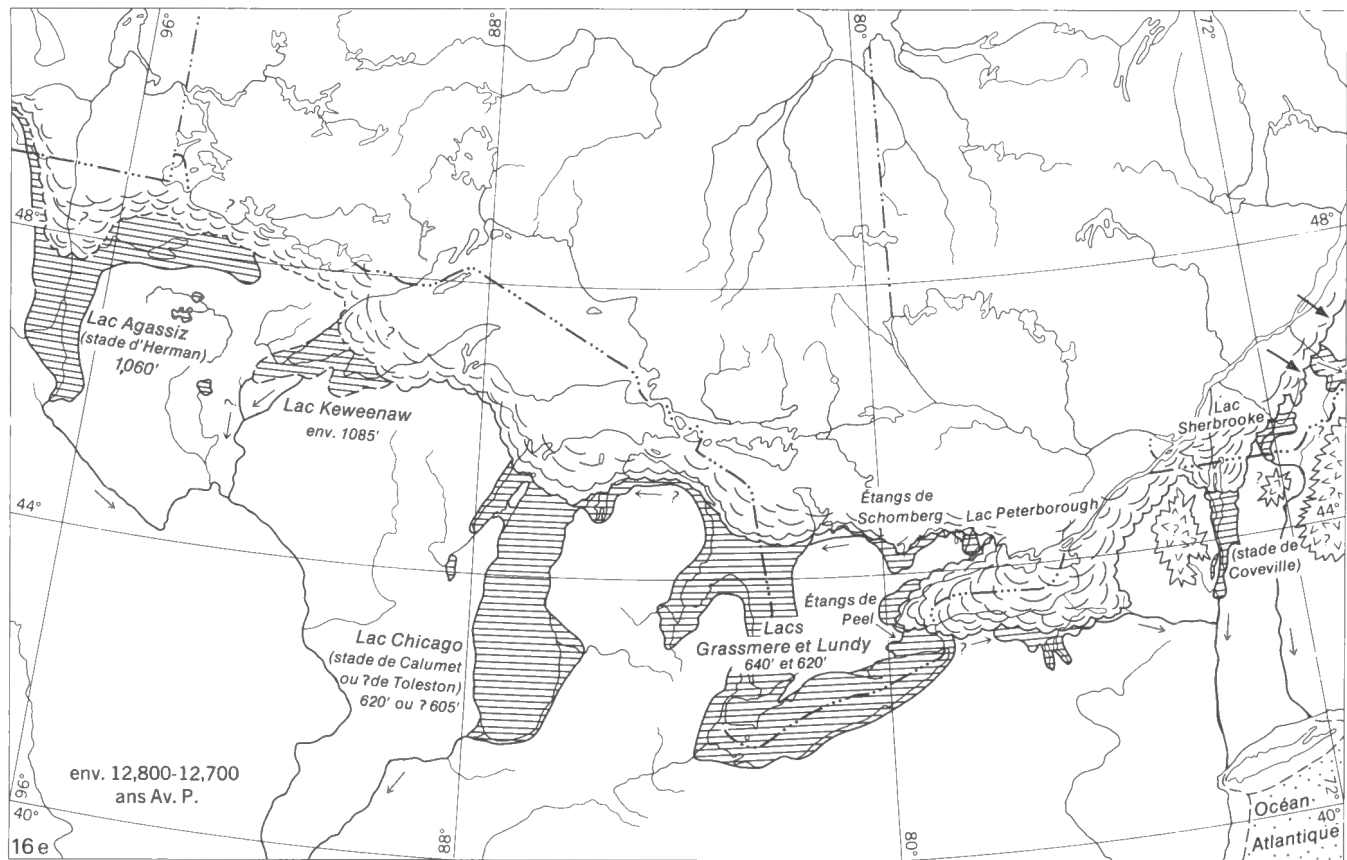 96°
88°
80°
72°
48°
48°
Lac Agassiz
(stade d'Herman)
1,060'
?
?
?
Lac Keweenaw
env. 1085'
?
Lac
Sherbrooke
44°
?
Étangs de
Schomberg
Lac Peterborough
44°
?
(stade de
Coveville)
Étangs de
Peel
Lac Chicago
(stade de Calumet
ou ?de Toleston)
620' ou ? 605'
Lacs
Grassmere et Lundy
640' et 620'
?
env. 12,800-12,700
ans Av. P.
96°
40°
88°
80°
72°
40°
Océan
Atlantique
16e